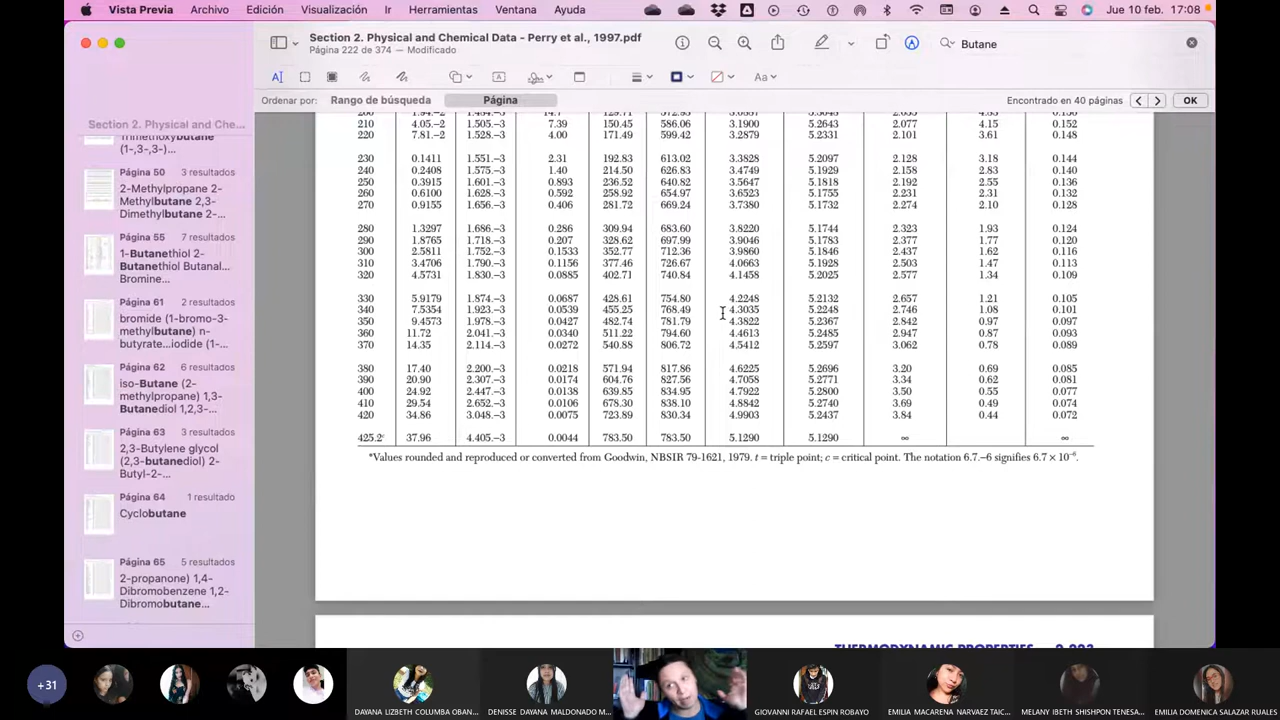 Vista Previa Archivo Edición Visualización Ir Herramientas Ventana Ayuda Jue 10 feb. 17:08
Section 2. Physical and Chemical Data - Perry et al., 1997.pdf
Página 222 de 374 — Modificado
Butane
Aa
Ordenar por: Rango de búsqueda Página Encontrado en 40 páginas OK
Section 2. Physical and Chemical Data - Pe...
Trimethoxybutane
(1-,3-,3-)...
Página 50 3 resultados
2-Methylpropane 2-
Methylbutane 2,3-
Dimethylbutane 2-
Página 55 7 resultados
1-Butanethiol 2-
Butanethiol Butanal...
Bromine...
Página 61 2 resultados
bromide (1-bromo-3-
methylbutane) n-
butyrate...iodide (1-
Página 62 6 resultados
iso-Butane (2-
methylpropane) 1,3-
Butanediol 1,2,3-...
Página 63 3 resultados
2,3-Butylene glycol
(2,3-butanediol) 2-
Butyl-2-...
Página 64 1 resultado
Cyclobutane
Página 65 5 resultados
2-propanone) 1,4-
Dibromobenzene 1,2-
Dibromobutane...
210 4.05.–2 1.505.–3 7.39 150.45 586.06 3.1900 5.2643 2.077 4.15 0.152
220 7.81.–2 1.528.–3 4.00 171.49 599.42 3.2879 5.2331 2.101 3.61 0.148
230 0.1411 1.551.–3 2.31 192.83 613.02 3.3828 5.2097 2.128 3.18 0.144
240 0.2408 1.575.–3 1.40 214.50 626.83 3.4749 5.1929 2.158 2.83 0.140
250 0.3915 1.601.–3 0.893 236.52 640.82 3.5647 5.1818 2.192 2.55 0.136
260 0.6100 1.628.–3 0.592 258.92 654.97 3.6523 5.1755 2.231 2.31 0.132
270 0.9155 1.656.–3 0.406 281.72 669.24 3.7380 5.1732 2.274 2.10 0.128
280 1.3297 1.686.–3 0.286 309.94 683.60 3.8220 5.1744 2.323 1.93 0.124
290 1.8765 1.718.–3 0.207 328.62 697.99 3.9046 5.1783 2.377 1.77 0.120
300 2.5811 1.752.–3 0.1533 352.77 712.36 3.9860 5.1846 2.437 1.62 0.116
310 3.4706 1.790.–3 0.1156 377.46 726.67 4.0663 5.1928 2.503 1.47 0.113
320 4.5731 1.830.–3 0.0885 402.71 740.84 4.1458 5.2025 2.577 1.34 0.109
330 5.9179 1.874.–3 0.0687 428.61 754.80 4.2248 5.2132 2.657 1.21 0.105
340 7.5354 1.923.–3 0.0539 455.25 768.49 4.3035 5.2248 2.746 1.08 0.101
350 9.4573 1.978.–3 0.0427 482.74 781.79 4.3822 5.2367 2.842 0.97 0.097
360 11.72 2.041.–3 0.0340 511.22 794.60 4.4613 5.2485 2.947 0.87 0.093
370 14.35 2.114.–3 0.0272 540.88 806.72 4.5412 5.2597 3.062 0.78 0.089
380 17.40 2.200.–3 0.0218 571.94 817.86 4.6225 5.2696 3.20 0.69 0.085
390 20.90 2.307.–3 0.0174 604.76 827.56 4.7058 5.2771 3.34 0.62 0.081
400 24.92 2.447.–3 0.0138 639.85 834.95 4.7922 5.2800 3.50 0.55 0.077
410 29.54 2.652.–3 0.0106 678.30 838.10 4.8842 5.2740 3.69 0.49 0.074
420 34.86 3.048.–3 0.0075 723.89 830.34 4.9903 5.2437 3.84 0.44 0.072
425.2c 37.96 4.405.–3 0.0044 783.50 783.50 5.1290 5.1290 ∞ ∞
*Values rounded and reproduced or converted from Goodwin, NBSIR 79-1621, 1979. t = triple point; c = critical point. The notation 6.7.–6 signifies 6.7 × 10⁻⁶.
THERMODYNAMIC PROPERTIES 2-223
+31
DAYANA LIZBETH COLUMBA OBAN...
DENISSE DAYANA MALDONADO M...
GIOVANNI RAFAEL ESPIN ROBAYO
EMILIA MACARENA NARVAEZ TAIC...
MELANY IBETH SHISHPON TENESA...
EMILIA DOMENICA SALAZAR RUALES